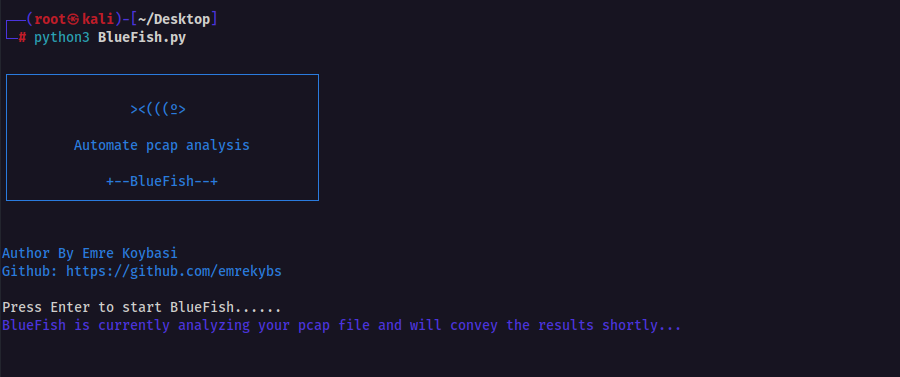 (root㉿kali)-[~/Desktop]
# python3 BlueFish.py
><(((º>
Automate pcap analysis
+--BlueFish--+
Author By Emre Koybasi
Github: https://github.com/emrekybs
Press Enter to start BlueFish......
BlueFish is currently analyzing your pcap file and will convey the results shortly...